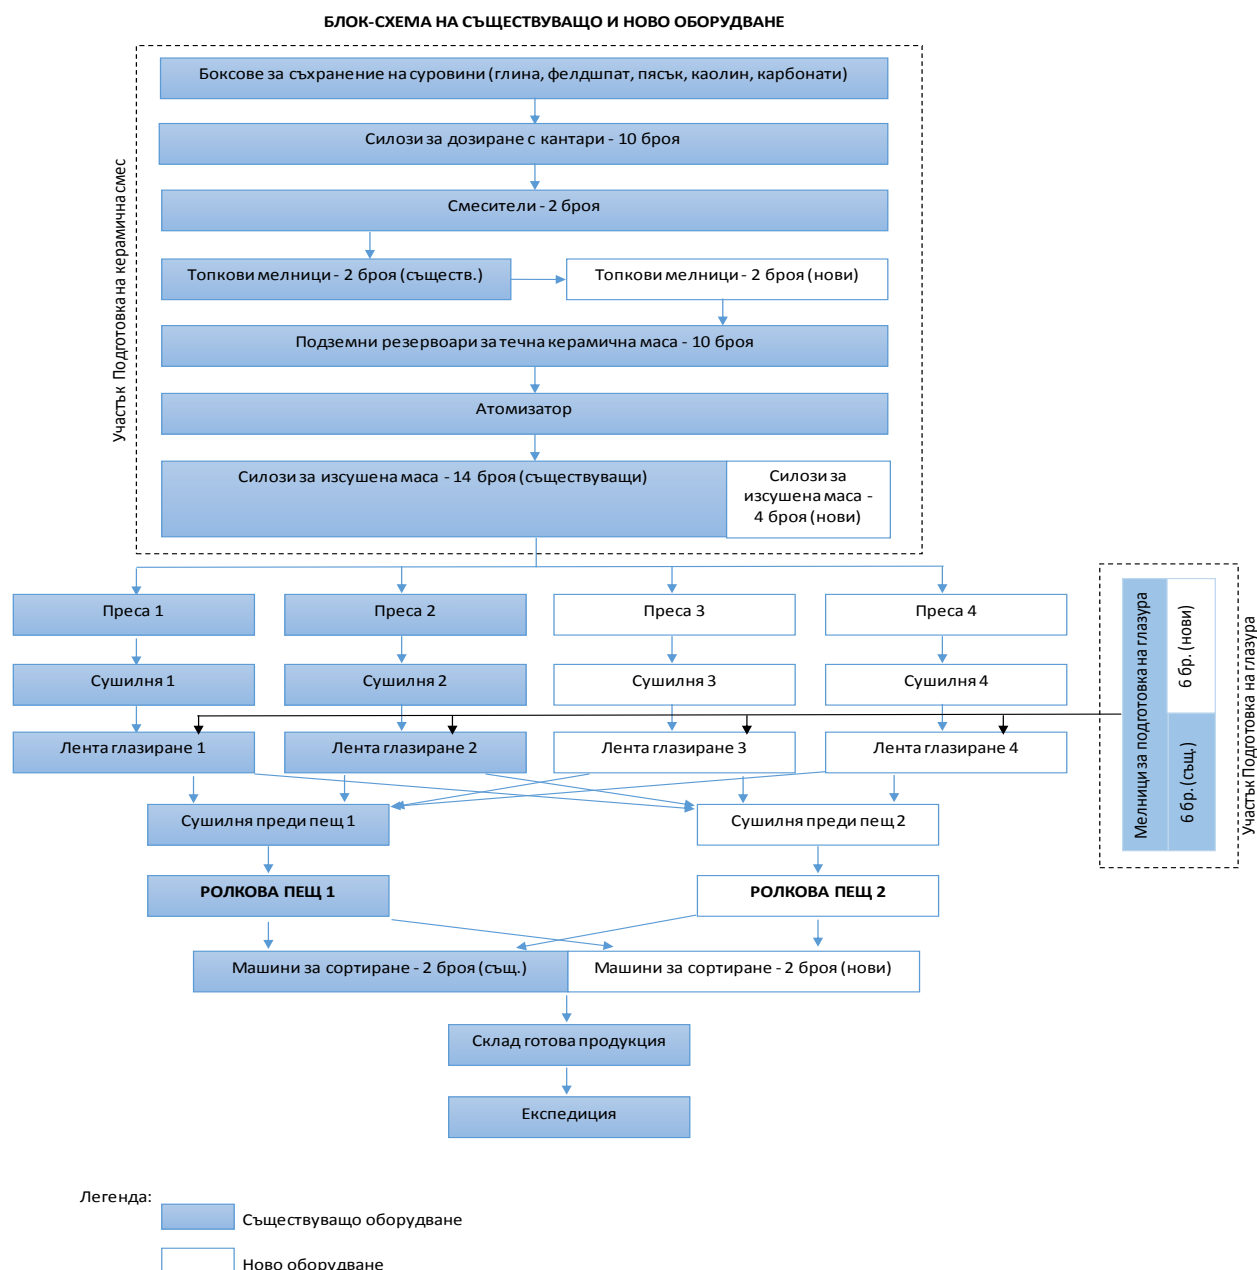 БЛОК-СХЕМА НА СЪЩЕСТВУВАЩО И НОВО ОБОРУДВАНЕ
Участък Подготовка на керамична смес
Боксове за съхранение на суровини (глина, фелдшпат, пясък, каолин, карбонати)
Силози за дозиране с кантари - 10 броя
Смесители - 2 броя
Топкови мелници - 2 броя (съществ.)
Топкови мелници - 2 броя (нови)
Подземни резервоари за течна керамична маса - 10 броя
Атомизатор
Силози за изсушена маса - 14 броя (съществуващи)
Силози за
изсушена маса -
4 броя (нови)
Преса 1
Преса 2
Преса 3
Преса 4
Сушилня 1
Сушилня 2
Сушилня 3
Сушилня 4
Лента глазиране 1
Лента глазиране 2
Лента глазиране 3
Лента глазиране 4
Мелници за подготовка на глазура
6 бр. (нови)
6 бр. (същ.)
Участък Подготовка на глазура
Сушилня преди пещ 1
Сушилня преди пещ 2
РОЛКОВА ПЕЩ 1
РОЛКОВА ПЕЩ 2
Машини за сортиране - 2 броя (същ.)
Машини за сортиране - 2 броя (нови)
Склад готова продукция
Експедиция
Легенда:
Съществуващо оборудване
Ново оборудване